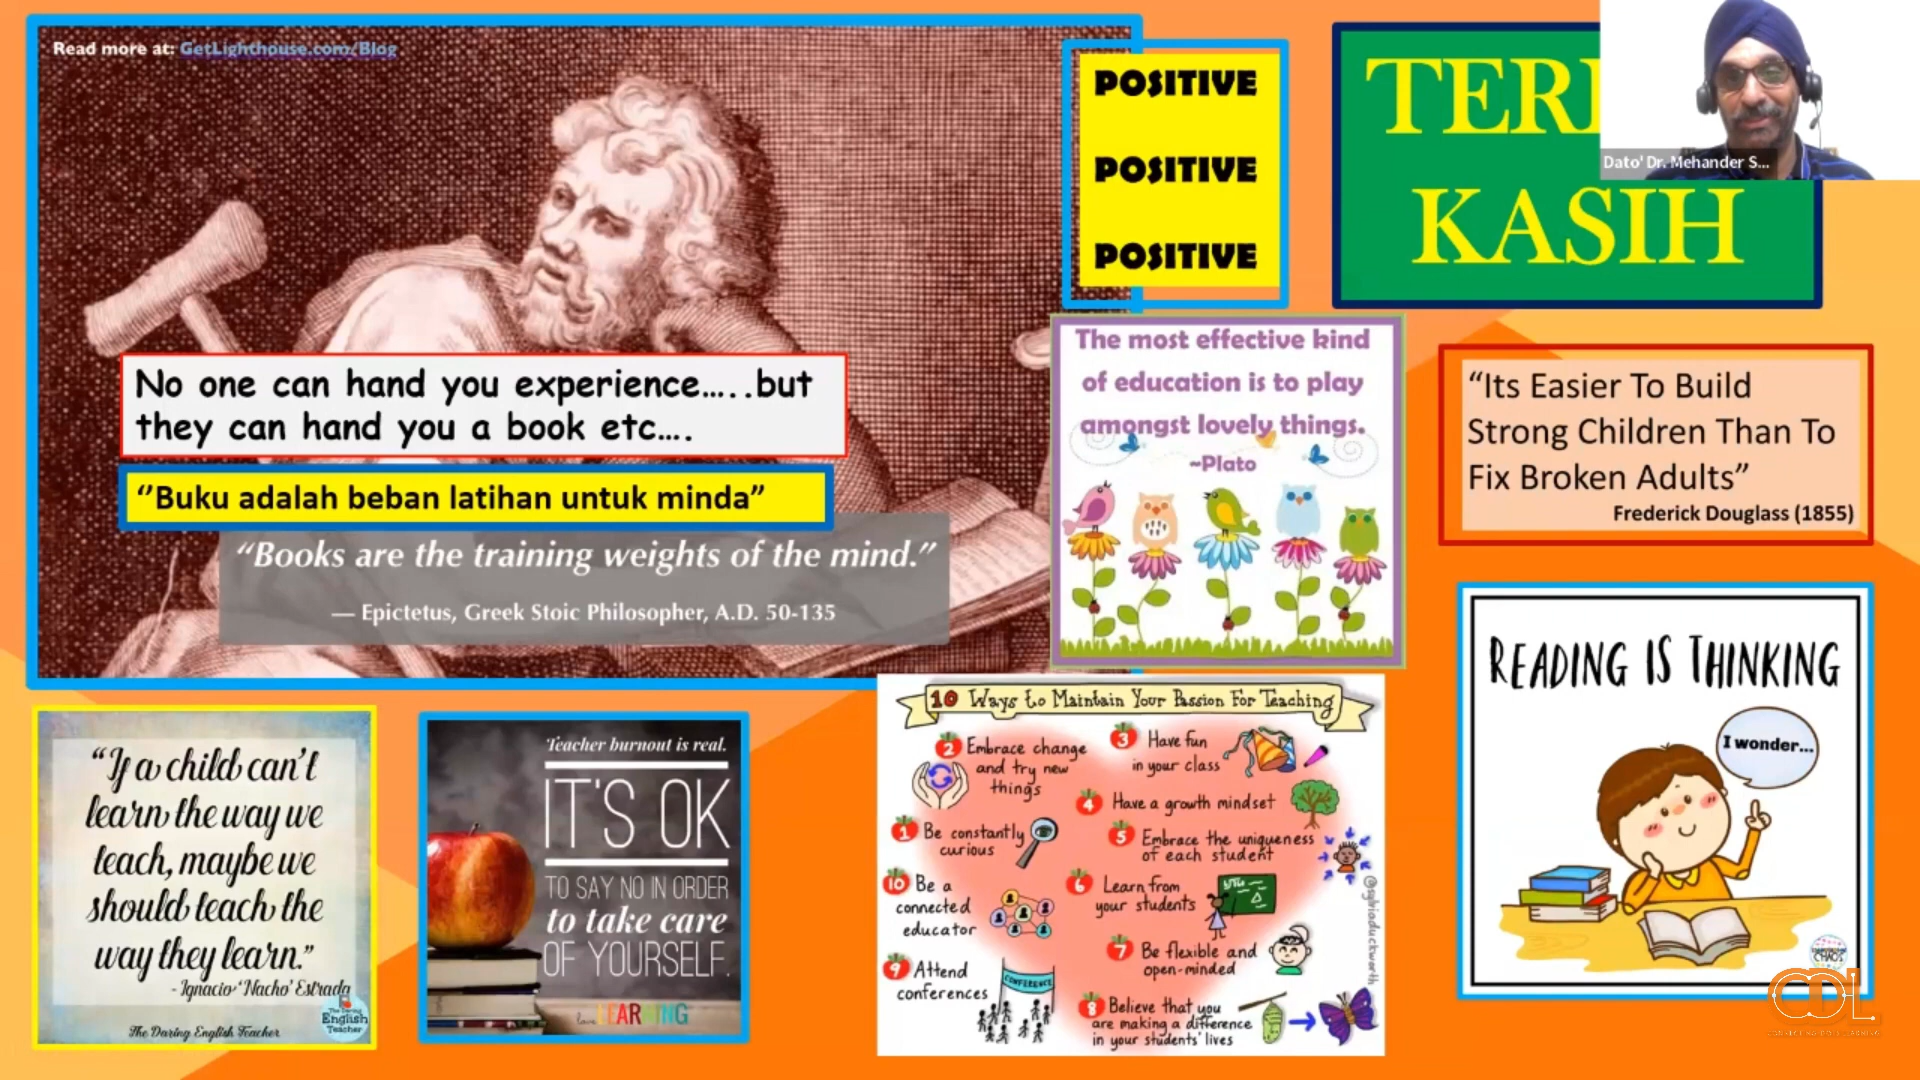 Read more at: GetLighthouse.com/Blog
No one can hand you experience.....but
they can hand you a book etc....
“Buku adalah beban latihan untuk minda”
“Books are the training weights of the mind.”
— Epictetus, Greek Stoic Philosopher, A.D. 50-135
POSITIVE
POSITIVE
POSITIVE
KASIH
Dato' Dr. Mehander S...
The most effective kind
of education is to play
amongst lovely things.
~Plato
“Its Easier To Build
Strong Children Than To
Fix Broken Adults”
Frederick Douglass (1855)
READING IS THINKING
I wonder...
“If a child can't
learn the way we
teach, maybe we
should teach the
way they learn.”
- Ignacio ‘Nacho’ Estrada
The Daring English Teacher
The Daring
English
Teacher
Teacher burnout is real.
IT'S OK
TO SAY NO IN ORDER
to take care
OF YOURSELF.
LEARNING
10 Ways to Maintain Your Passion For Teaching
1 Be constantly
curious
2 Embrace change
and try new
things
3 Have fun
in your class
4 Have a growth mindset
5 Embrace the uniqueness
of each student
6 Learn from
your students
7 Be flexible and
open-minded
8 Believe that you
are making a difference
in your students' lives
9 Attend
conferences
CONFERENCE
10 Be a
connected
educator
@sylviaduckworth